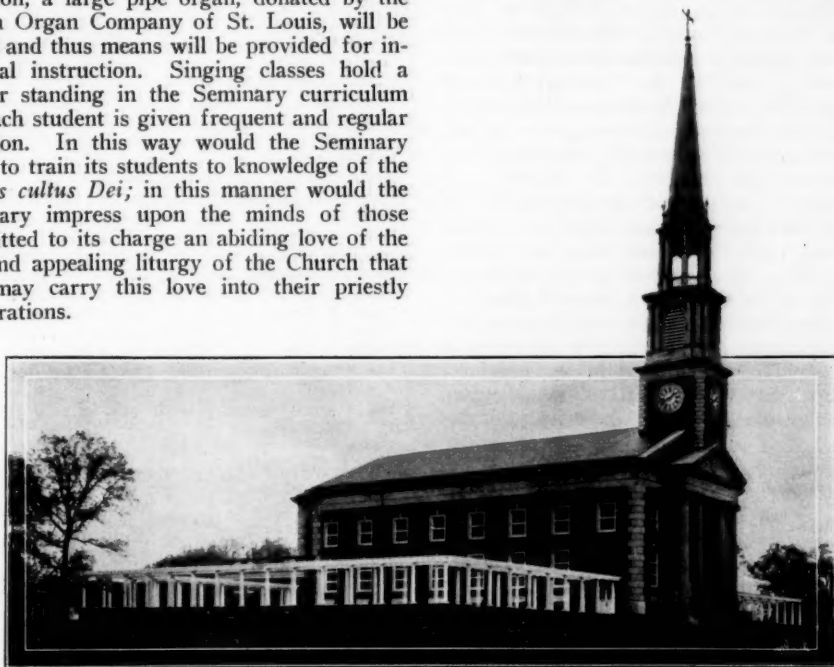 on, a large pipe organ, donated by the
n Organ Company of St. Louis, will be
and thus means will be provided for in-
al instruction. Singing classes hold a
r standing in the Seminary curriculum
ach student is given frequent and regular
on. In this way would the Seminary
to train its students to knowledge of the
s cultus Dei; in this manner would the
ary impress upon the minds of those
tted to its charge an abiding love of the
nd appealing liturgy of the Church that
may carry this love into their priestly
rations.